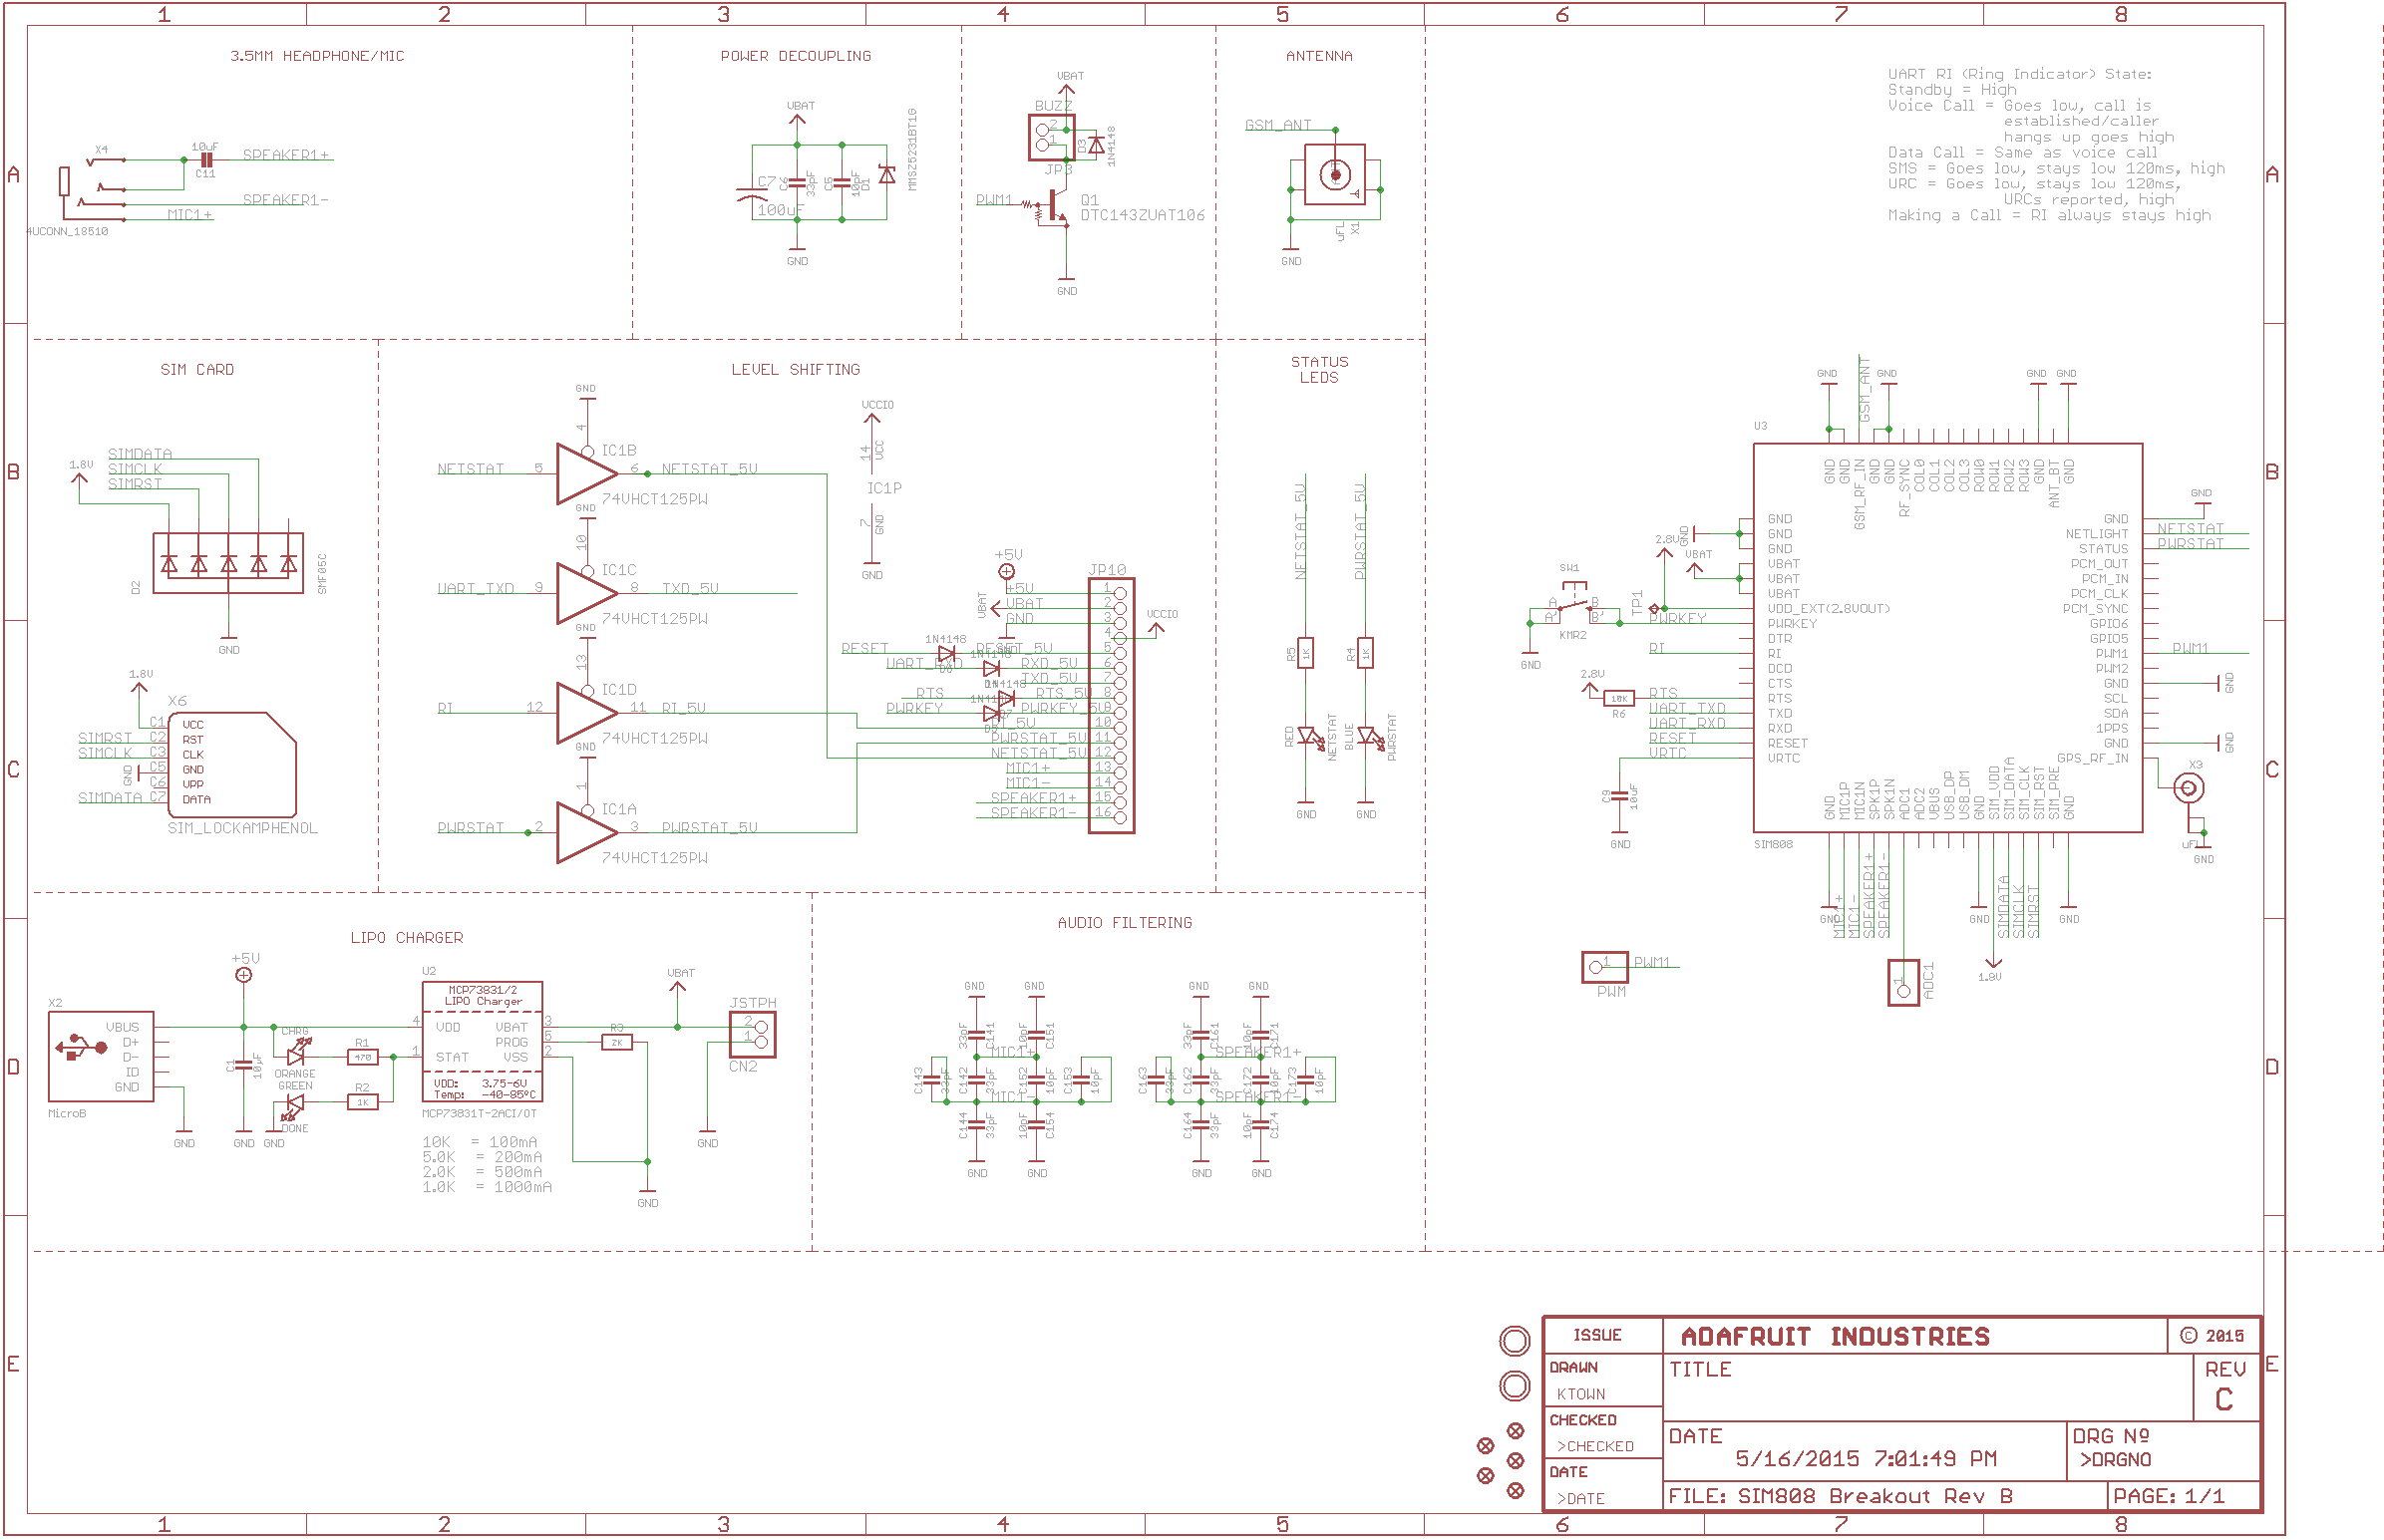 1 2 3 4 5 6 7 8
A
B
C
D
E
3.5MM HEADPHONE/MIC
X4
10uF
C11
SPEAKER1+
SPEAKER1-
MIC1+
4UCONN_18510
POWER DECOUPLING
VBAT
C7
100uF
C6
33pF
C5
10pF
D1
MMSZ5231BT1G
GND
VBAT
BUZZ
2
1
JP3
D3
1N4148
PWM1
Q1
DTC143ZUAT106
GND
ANTENNA
GSM_ANT
uFL
X1
GND
UART RI (Ring Indicator) State:
Standby = High
Voice Call = Goes low, call is
established/caller
hangs up goes high
Data Call = Same as voice call
SMS = Goes low, stays low 120ms, high
URC = Goes low, stays low 120ms,
URCs reported, high
Making a Call = RI always stays high
SIM CARD
1.8V
SIMDATA
SIMCLK
SIMRST
D2
SMF05C
GND
1.8V
X6
C1 VCC
SIMRST C2 RST
SIMCLK C3 CLK
GND C5 GND
C6 VPP
SIMDATA C7 DATA
SIM_LOCKAMPHENOL
LEVEL SHIFTING
GND
4
IC1B
NETSTAT 5 6 NETSTAT_5V
74VHCT125PW
GND
10
IC1C
UART_TXD 9 8 TXD_5V
74VHCT125PW
GND
13
IC1D
RI 12 11 RI_5V
74VHCT125PW
GND
1
IC1A
PWRSTAT 2 3 PWRSTAT_5V
74VHCT125PW
VCCIO
14
VCC
IC1P
7
GND
GND
+5V
JP10
+5V 1
VBAT VBAT 2
GND 3
4
VCCIO
RESET 1N4148 RESET_5V 5
UART_RXD RXD_5V 6
TXD_5V 7
RTS 1N4148 RTS_5V 8
PWRKEY PWRKEY_5V 9
10
PWRSTAT_5V 11
NETSTAT_5V 12
MIC1+ 13
MIC1- 14
SPEAKER1+ 15
SPEAKER1- 16
STATUS
LEDS
NETSTAT_5V
PWRSTAT_5V
R5
1K
R4
1K
RED
NETSTAT
BLUE
PWRSTAT
GND
GND
U3
GND
GSM_ANT
GND
GND
GND
GND
GND
GSM_RF_IN
GND
GND
RF_SYNC
COL0
COL1
COL2
COL3
ROW0
ROW1
ROW2
ROW3
GND
ANT_BT
GND
GND
GND
GND
VBAT
VBAT
VBAT
VDD_EXT(2.8VOUT)
PWRKEY
DTR
RI
DCD
CTS
RTS
TXD
RXD
RESET
VRTC
GND
2.8V
VBAT
TP1
SW1
A B
A' B'
KMR2
GND
PWRKEY
RI
2.8V
10K
R6
RTS
UART_TXD
UART_RXD
RESET
VRTC
C9
10uF
GND
GND
NETLIGHT
STATUS
PCM_OUT
PCM_IN
PCM_CLK
PCM_SYNC
GPIO6
GPIO5
PWM1
PWM2
GND
SCL
SDA
1PPS
GND
GPS_RF_IN
GND
NETSTAT
PWRSTAT
PWM1
GND
GND
X3
uFL
GND
GND
MIC1P
MIC1N
SPK1P
SPK1N
ADC1
ADC2
VBUS
USB_DP
USB_DM
GND
SIM_VDD
SIM_DATA
SIM_CLK
SIM_RST
SIM_PRE
GND
SIM808
GND
MIC1+
MIC1-
SPEAKER1+
SPEAKER1-
1
ADC1
GND
1.8V
SIMDATA
SIMCLK
SIMRST
GND
1 PWM1
PWM
LIPO CHARGER
X2
VBUS
D+
D-
ID
GND
MicroB
GND
+5V
C1
10µF
GND
CHRG
ORANGE
GREEN
DONE
GND
R1
470
R2
1K
U2
MCP73831/2
LIPO Charger
4 VDD VBAT 3
PROG 5
1 STAT VSS 2
VDD: 3.75-6V
Temp: -40-85°C
MCP73831T-2ACI/OT
10K = 100mA
5.0K = 200mA
2.0K = 500mA
1.0K = 1000mA
R3
2K
VBAT
GND
JSTPH
2
1
CN2
GND
AUDIO FILTERING
GND GND GND GND
33pF C141
10pF C151
33pF C161
10pF C171
MIC1+
SPEAKER1+
C143 33pF
C142 33pF
C152 10pF
C153 10pF
C163 33pF
C162 33pF
C172 10pF
C173 10pF
MIC1-
SPEAKER1-
C144 33pF
10pF C154
C164 33pF
10pF C174
GND GND GND GND
ISSUE
ADAFRUIT INDUSTRIES
© 2015
DRAWN
KTOWN
TITLE
REV
C
CHECKED
>CHECKED
DATE
5/16/2015 7:01:49 PM
DRG Nº
>DRGNO
DATE
>DATE
FILE: SIM808 Breakout Rev B
PAGE: 1/1
A
B
C
D
E
1 2 3 4 5 6 7 8